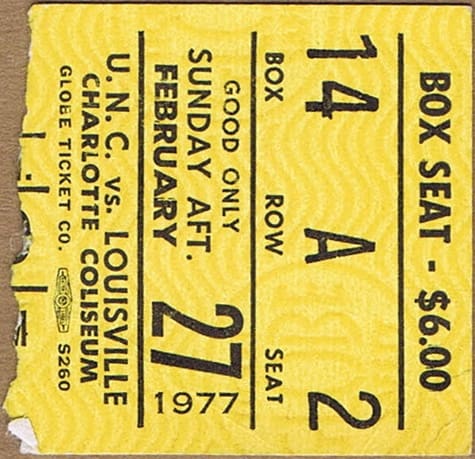 BOX SEAT - $6.00
14 A 2
BOX ROW SEAT
GOOD ONLY
SUNDAY AFT.
FEBRUARY 27 1977
U.N.C. vs. LOUISVILLE
CHARLOTTE COLISEUM
GLOBE TICKET CO. S260